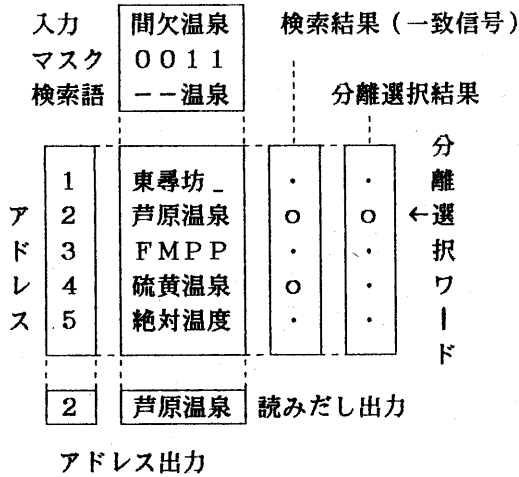 入力 間欠温泉 検索結果(一致信号)
マスク 0011
検索語 --温泉 分離選択結果
アドレス
1 東尋坊_ ・ ・
2 芦原温泉 o o ←
3 FMPP ・ ・
4 硫黄温泉 o ・
5 絶対温度 ・ ・
分離選択ワード
2 芦原温泉 読みだし出力
アドレス出力